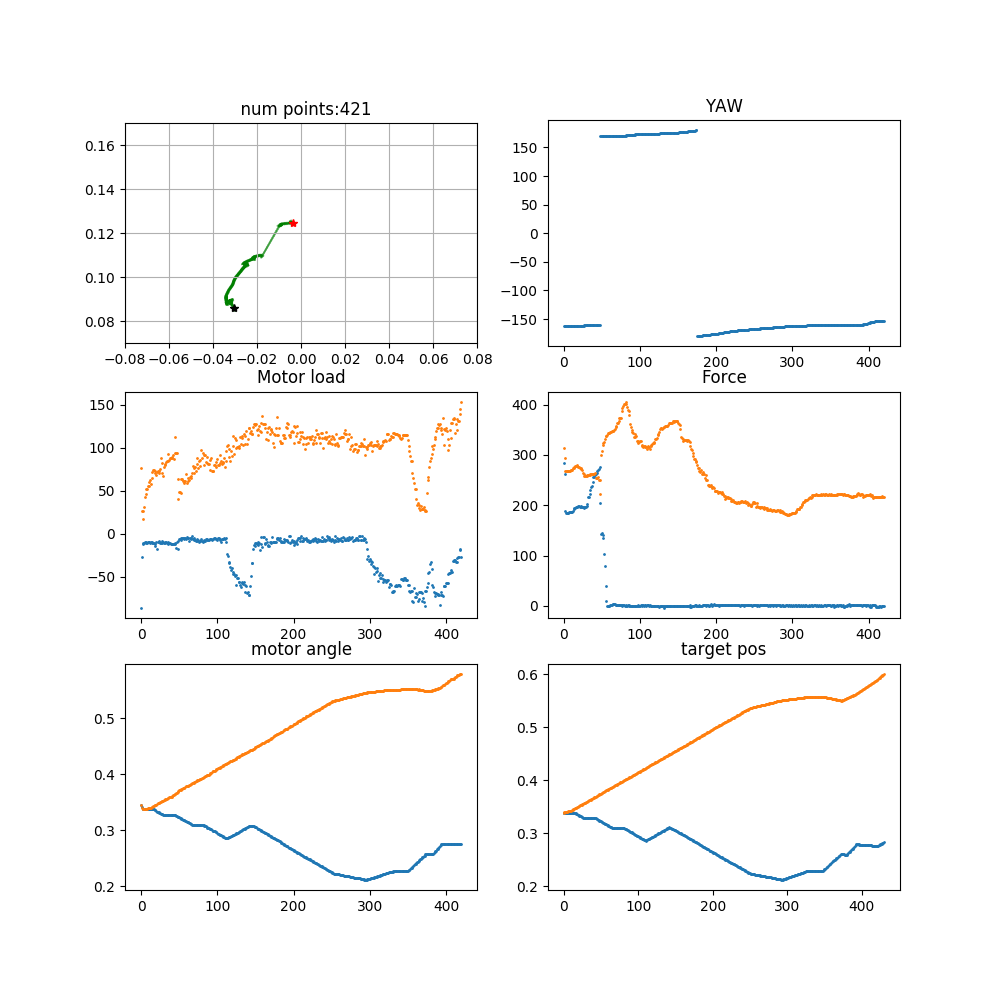 num points:421
YAW
0.16
0.14
0.12
0.10
0.08
−0.08 −0.06 −0.04 −0.02 0.00 0.02 0.04 0.06 0.08
150
100
50
0
−50
−100
−150
0 100 200 300 400
Motor load
Force
150
100
50
0
−50
0 100 200 300 400
400
300
200
100
0
0 100 200 300 400
motor angle
target pos
0.5
0.4
0.3
0.2
0 100 200 300 400
0.6
0.5
0.4
0.3
0.2
0 100 200 300 400